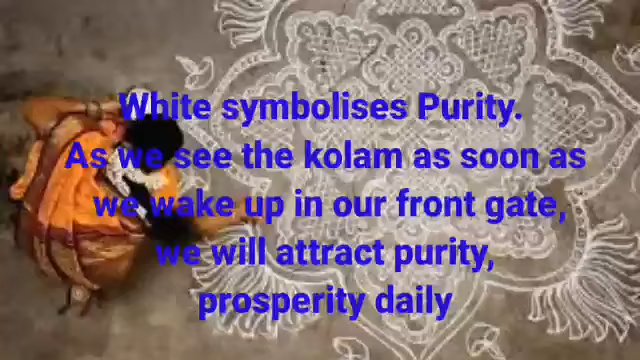 White symbolises Purity.
As we see the kolam as soon as
we wake up in our front gate,
we will attract purity,
prosperity daily